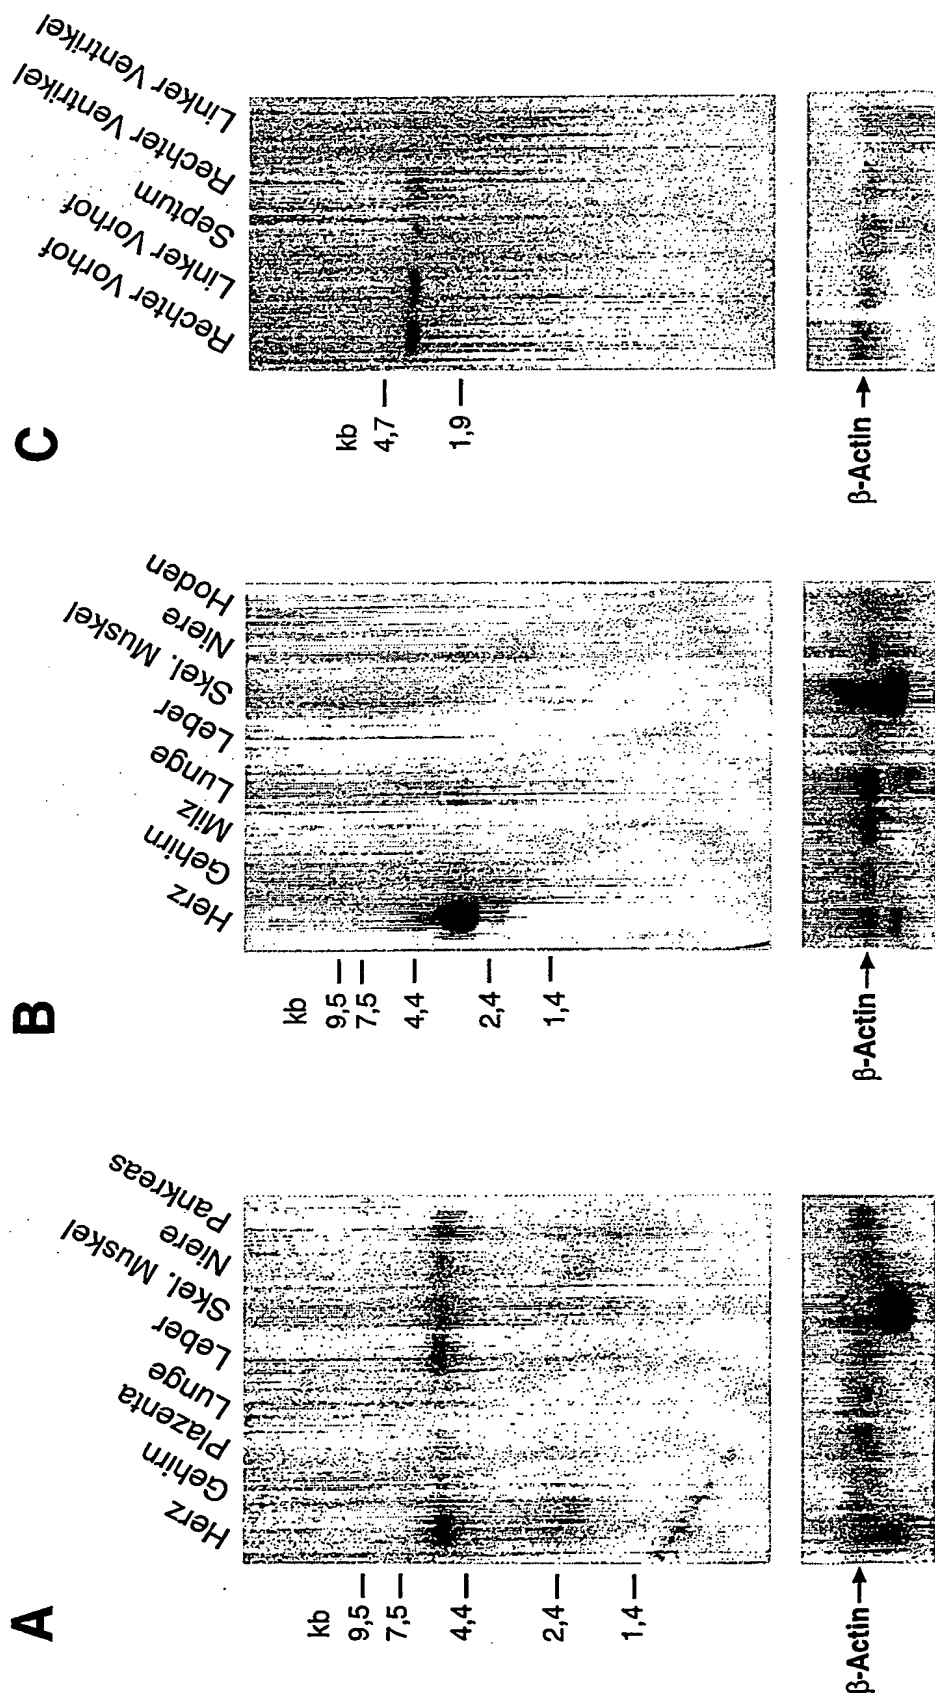 A
Herz
Gehirn
Plazenta
Lunge
Leber
Skel. Muskel
Niere
Pankreas
kb
9,5
7,5
4,4
2,4
1,4
β-Actin
B
Herz
Gehirn
Milz
Lunge
Leber
Skel. Muskel
Niere
Hoden
kb
9,5
7,5
4,4
2,4
1,4
β-Actin
C
Rechter Vorhof
Linker Vorhof
Septum
Rechter Ventrikel
Linker Ventrikel
kb
4,7
1,9
β-Actin